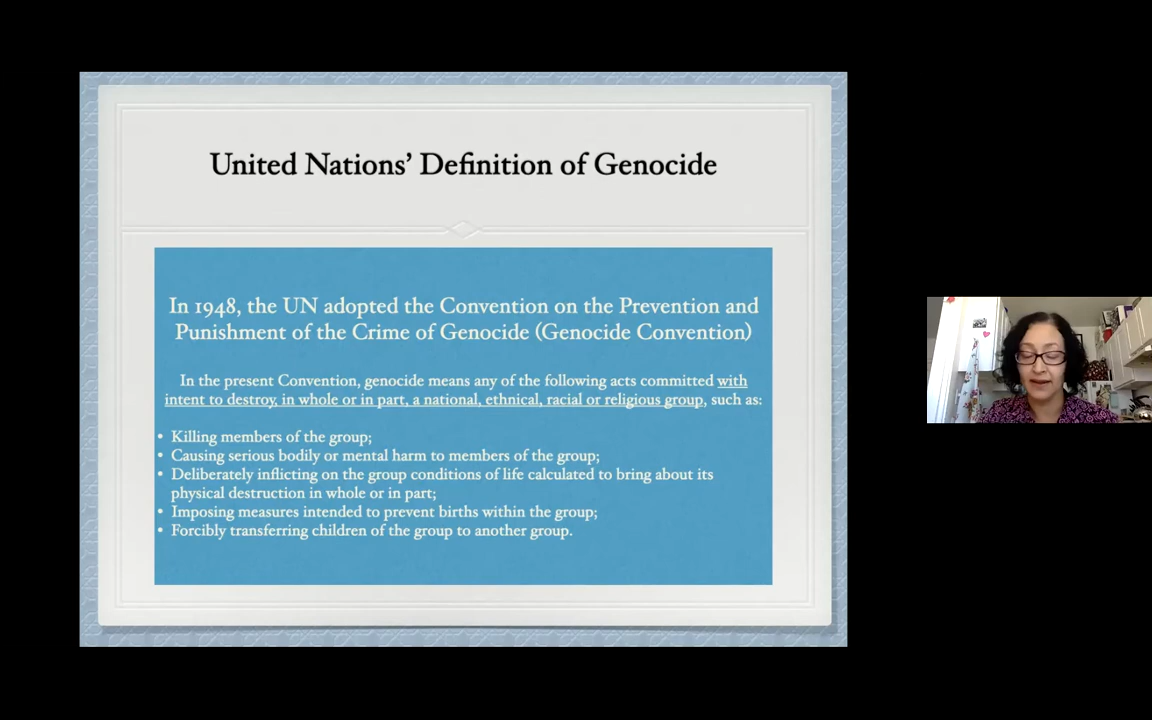 United Nations’ Definition of Genocide
In 1948, the UN adopted the Convention on the Prevention and
Punishment of the Crime of Genocide (Genocide Convention)
In the present Convention, genocide means any of the following acts committed with
intent to destroy, in whole or in part, a national, ethnical, racial or religious group, such as:
• Killing members of the group;
• Causing serious bodily or mental harm to members of the group;
• Deliberately inflicting on the group conditions of life calculated to bring about its
physical destruction in whole or in part;
• Imposing measures intended to prevent births within the group;
• Forcibly transferring children of the group to another group.